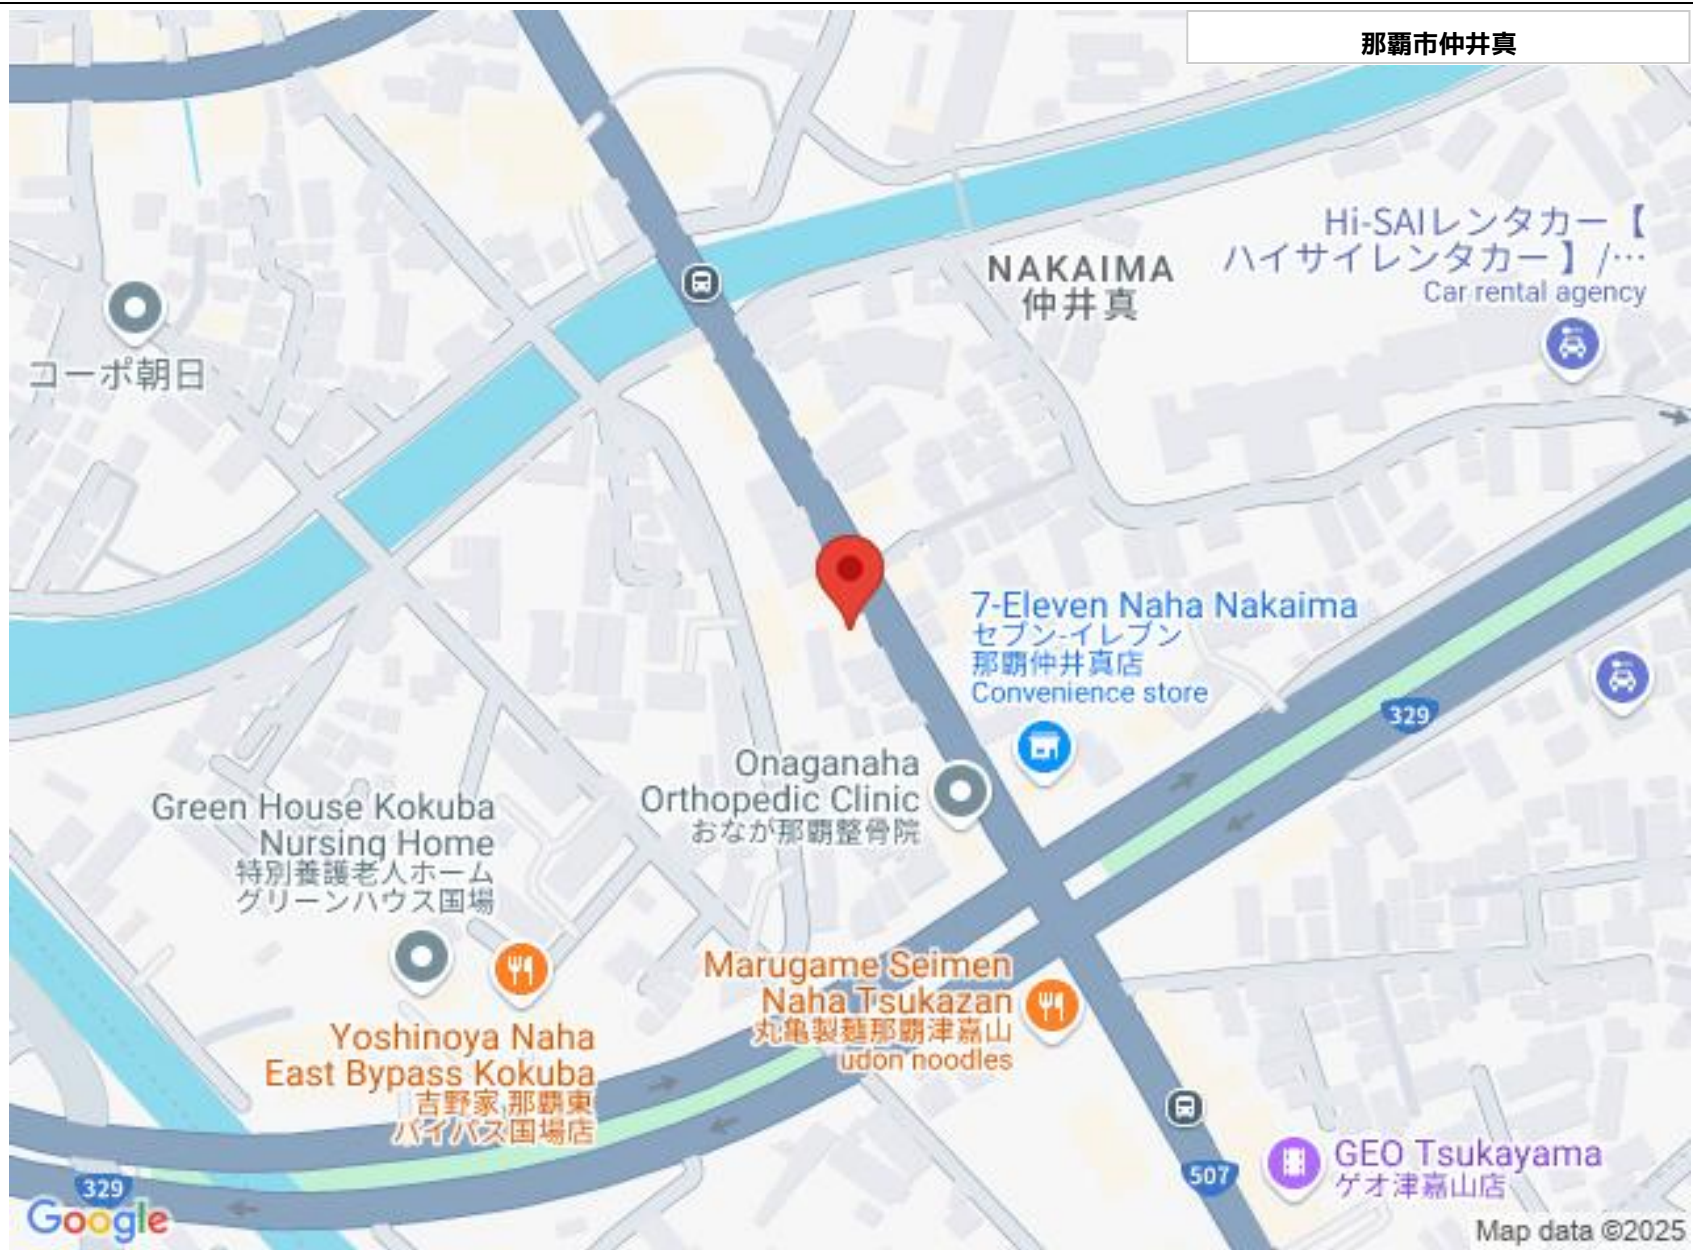 那覇市仲井真
Hi-SAIレンタカー【
ハイサイレンタカー】/…
Car rental agency
NAKAIMA
仲井真
コーポ朝日
7-Eleven Naha Nakaima
セブン-イレブン
那覇仲井真店
Convenience store
329
Onaganaha
Orthopedic Clinic
おなが那覇整骨院
Green House Kokuba
Nursing Home
特別養護老人ホーム
グリーンハウス国場
Marugame Seimen
Naha Tsukazan
丸亀製麺那覇津嘉山
udon noodles
Yoshinoya Naha
East Bypass Kokuba
吉野家 那覇東
バイパス国場店
GEO Tsukayama
ゲオ津嘉山店
507
329
Google
Map data ©2025